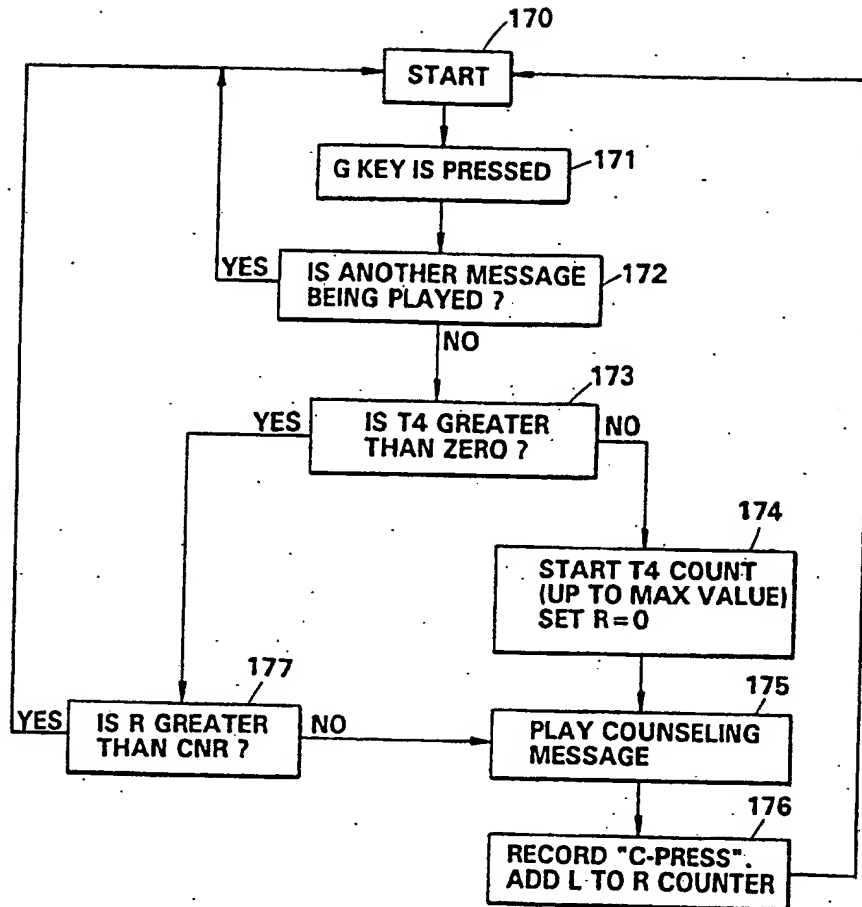 170
START
G KEY IS PRESSED
171
YES
IS ANOTHER MESSAGE
BEING PLAYED ?
172
NO
173
YES
IS T4 GREATER
THAN ZERO ?
NO
174
START T4 COUNT
(UP TO MAX VALUE)
SET R=0
177
175
YES
IS R GREATER
THAN CNR ?
NO
PLAY COUNSELING
MESSAGE
176
RECORD "C-PRESS".
ADD L TO R COUNTER